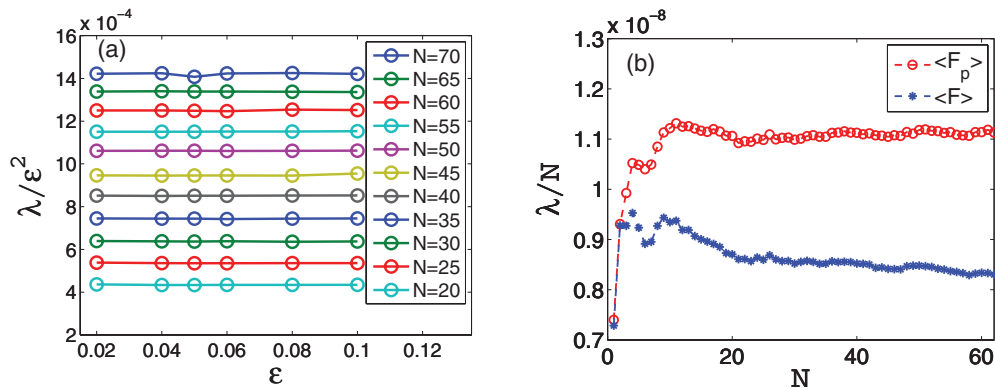 x 10⁻⁴
(a)
16
14
12
10
8
6
4
2
λ/ε²
0.02 0.04 0.06 0.08 0.1 0.12
ε
N=70
N=65
N=60
N=55
N=50
N=45
N=40
N=35
N=30
N=25
N=20
x 10⁻⁸
(b)
1.3
1.2
1.1
1
0.9
0.8
0.7
λ/N
0 20 40 60
N
<F_p>
<F>